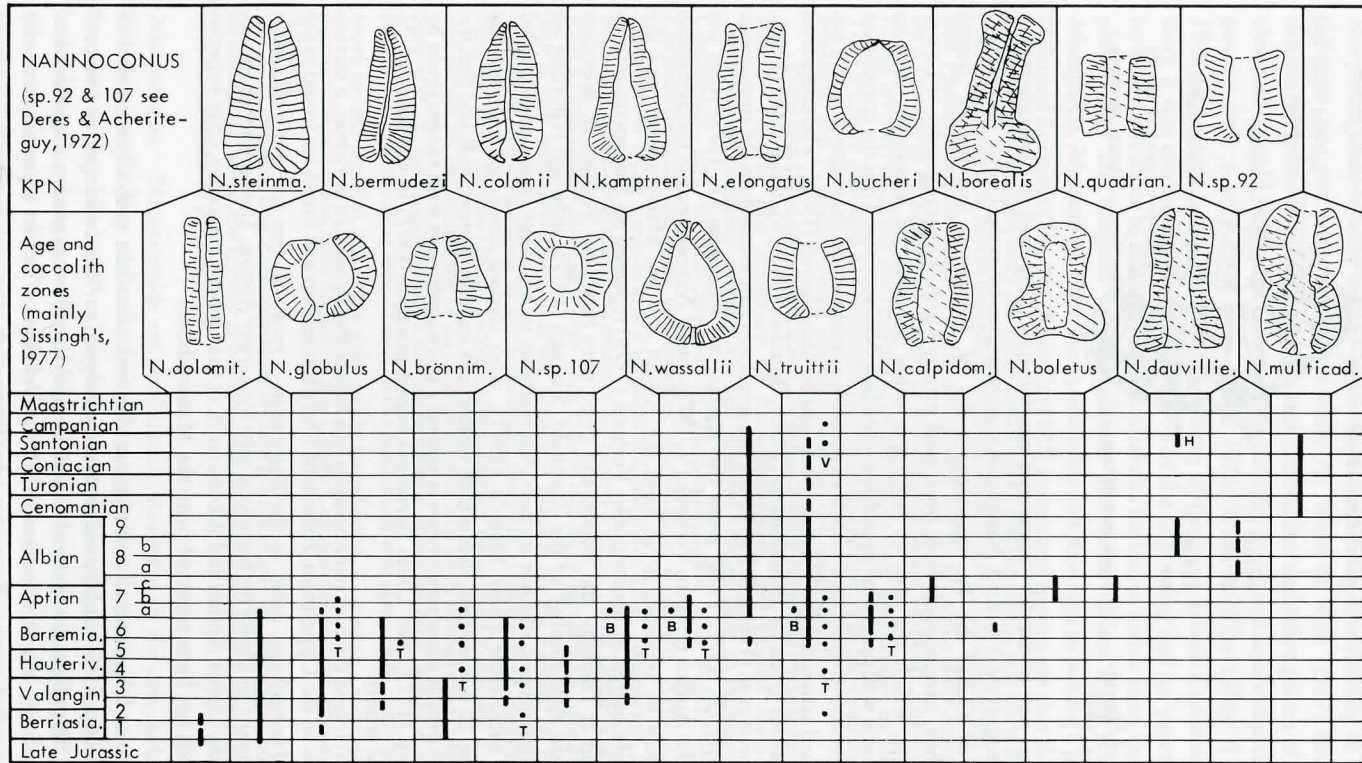 NANNOCONUS
(sp.92 & 107 see
Deres & Acherite-
guy, 1972)
KPN
N.steinma.
N.bermudezi
N.colomii
N.kamptneri
N.elongatus
N.bucheri
N.borealis
N.quadrian.
N.sp.92
Age and
coccolith
zones
(mainly
Sissingh's,
1977)
N.dolomit.
N.globulus
N.brönnim.
N.sp.107
N.wassallii
N.truittii
N.calpidom.
N.boletus
N.dauvillie.
N.multicad.
Maastrichtian
Campanian
Santonian
H
Coniacian
V
Turonian
Cenomanian
9
Albian 8 b
a
Aptian 7 c
b
a
Barremia. 6
B B B
5
T T T T T
Hauteriv.
4
Valangin 3
T T
2
Berriasia. 1
T
Late Jurassic